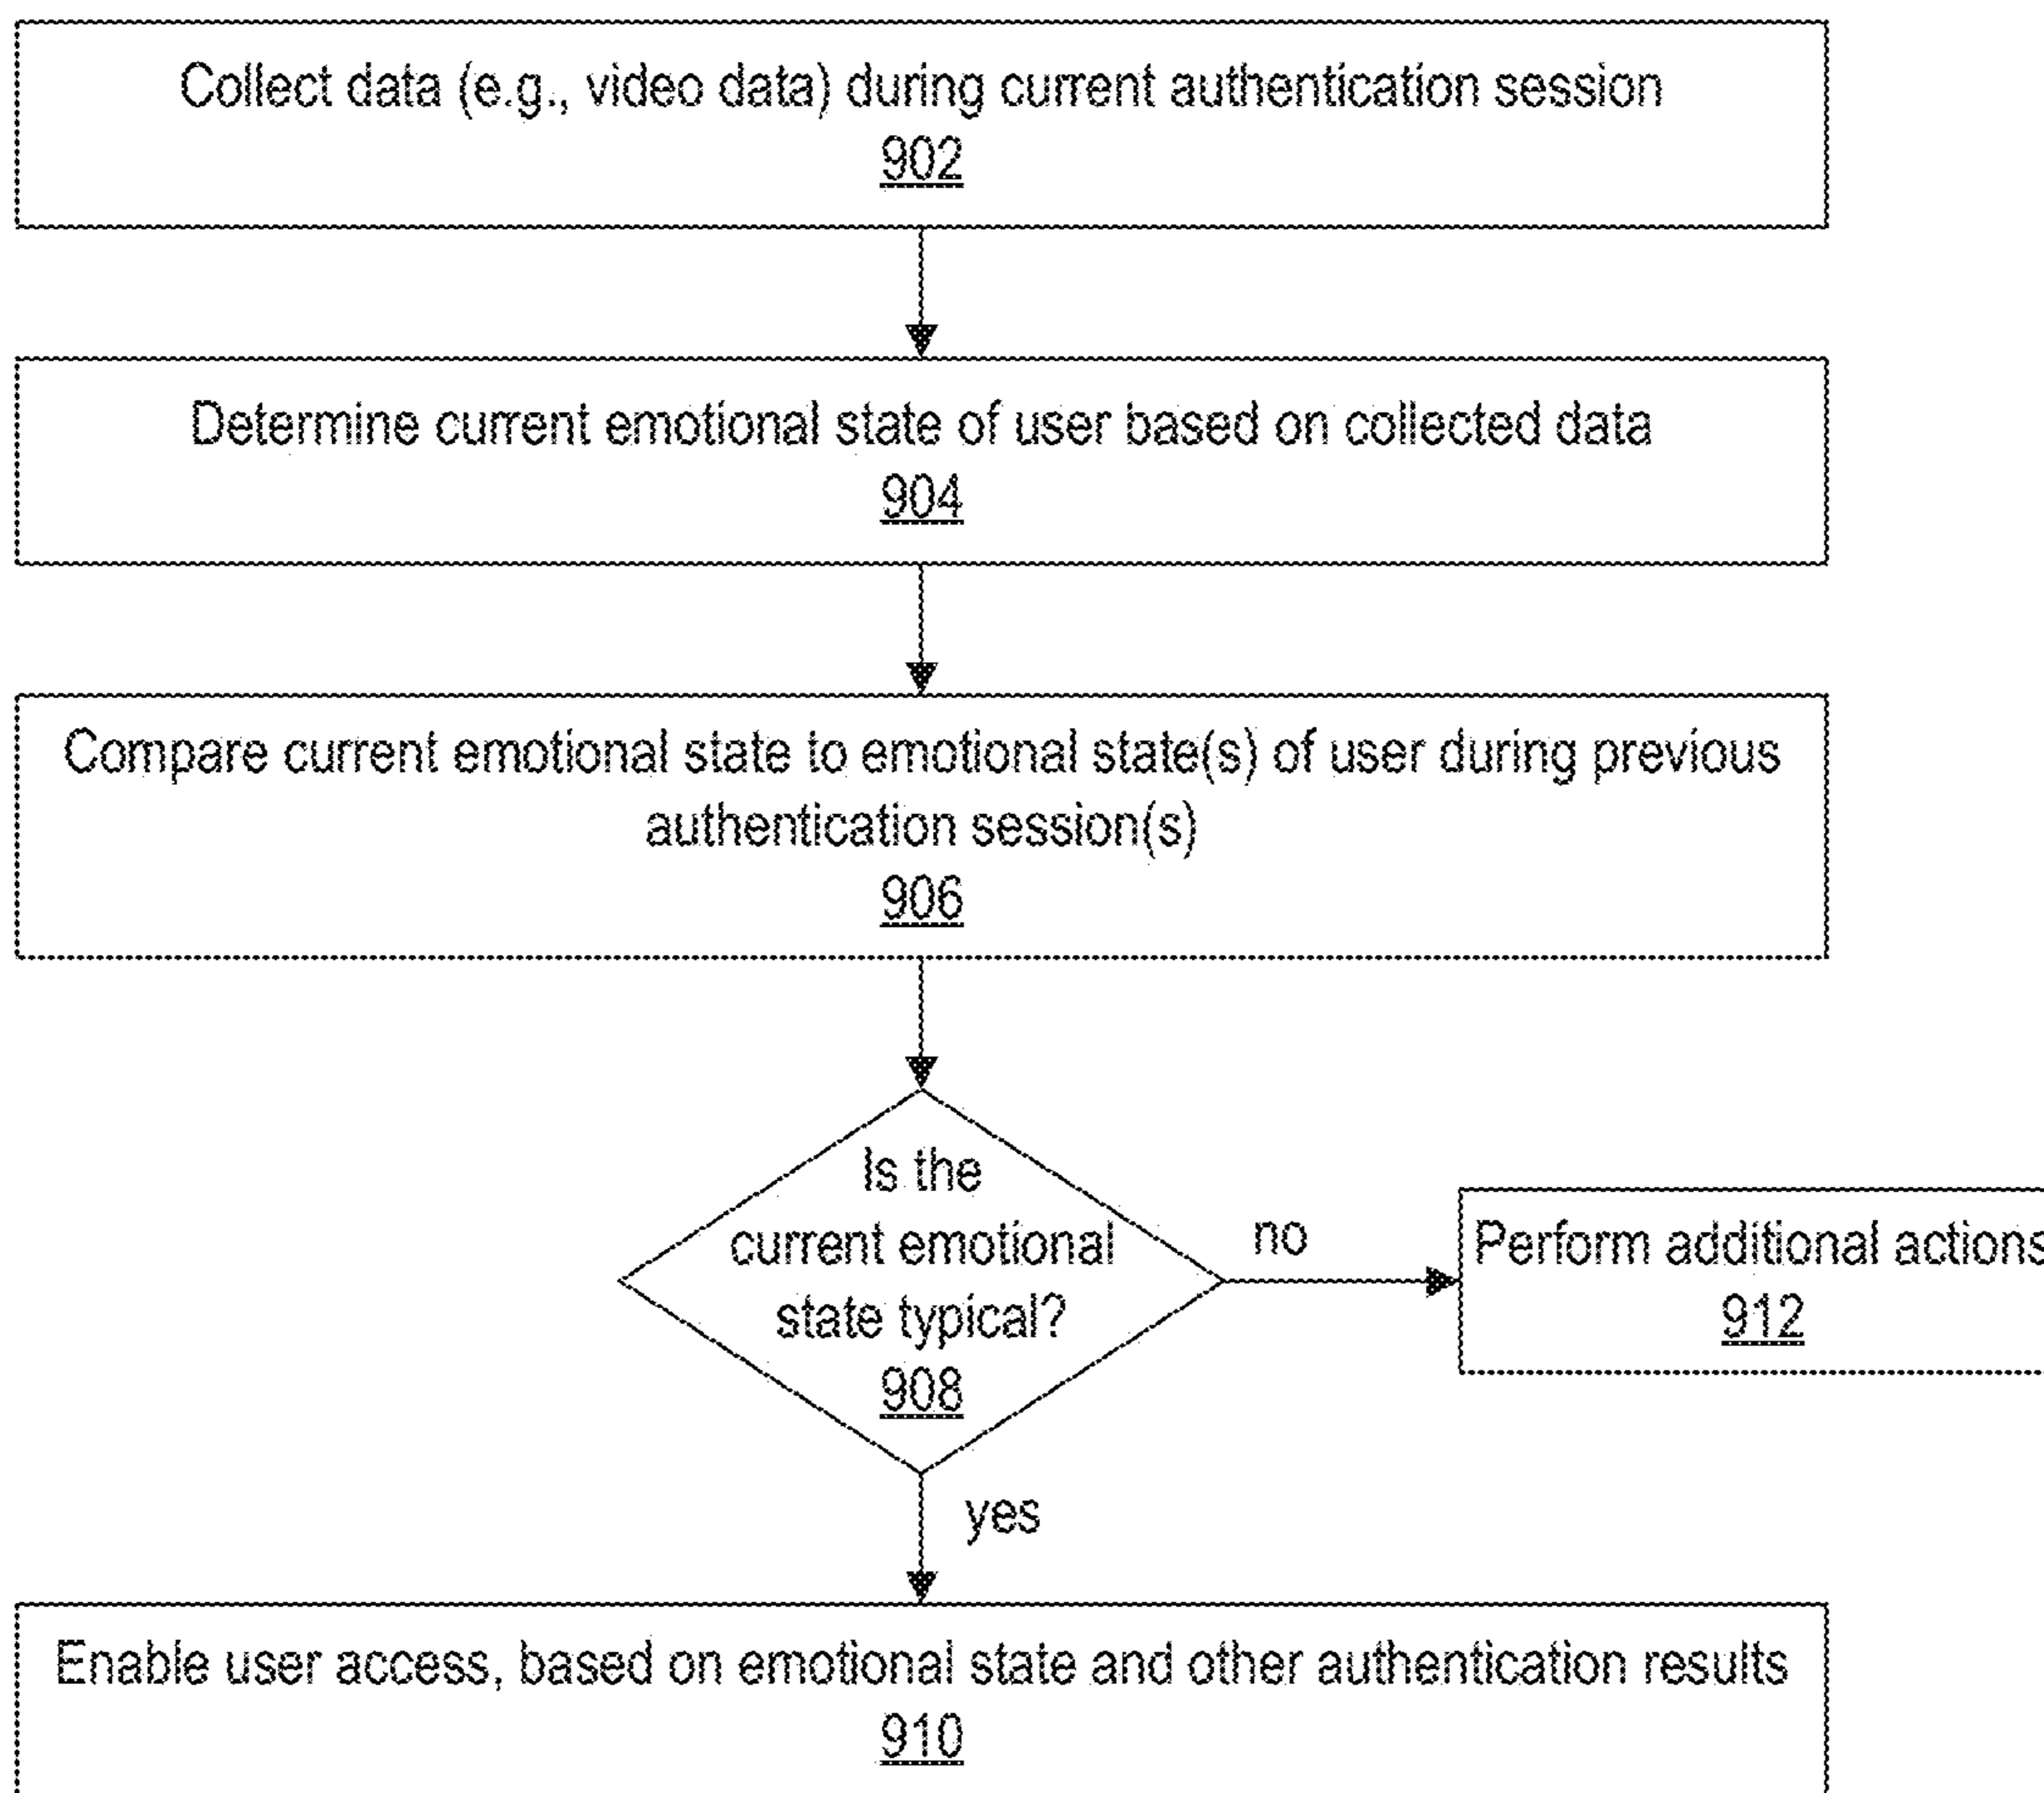 Collect data (e.g., video data) during current authentication session
902
Determine current emotional state of user based on collected data
904
Compare current emotional state to emotional state(s) of user during previous
authentication session(s)
906
Is the
current emotional
state typical?
908
no
Perform additional actions
912
yes
Enable user access, based on emotional state and other authentication results
910